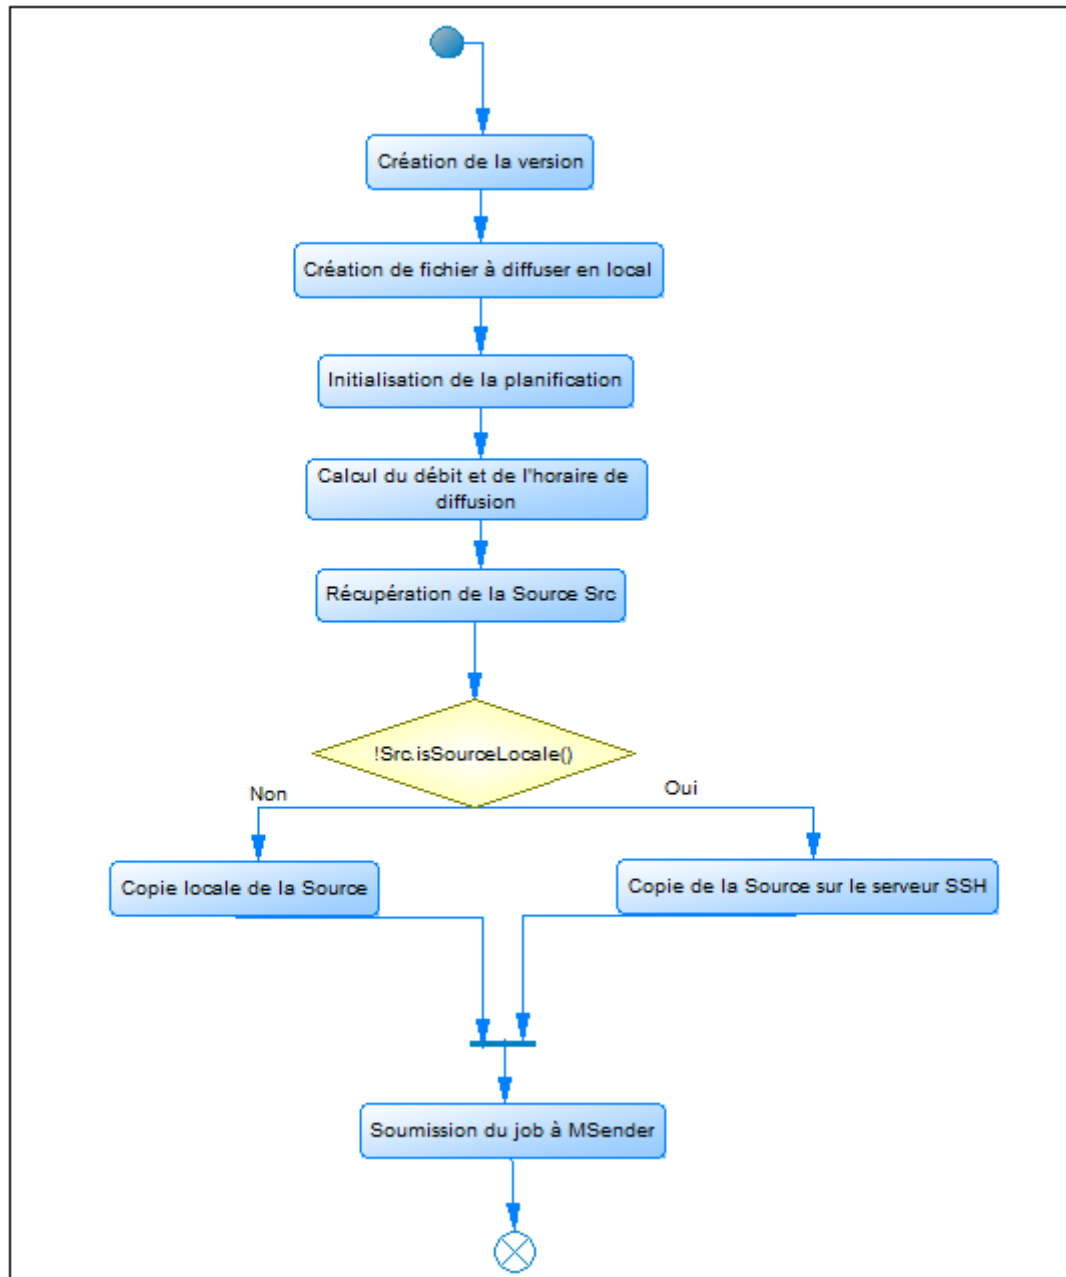 Création de la version
Création de fichier à diffuser en local
Initialisation de la planification
Calcul du débit et de l'horaire de
diffusion
Récupération de la Source Src
!Src.isSourceLocale()
Non
Oui
Copie locale de la Source
Copie de la Source sur le serveur SSH
Soumission du job à MSender